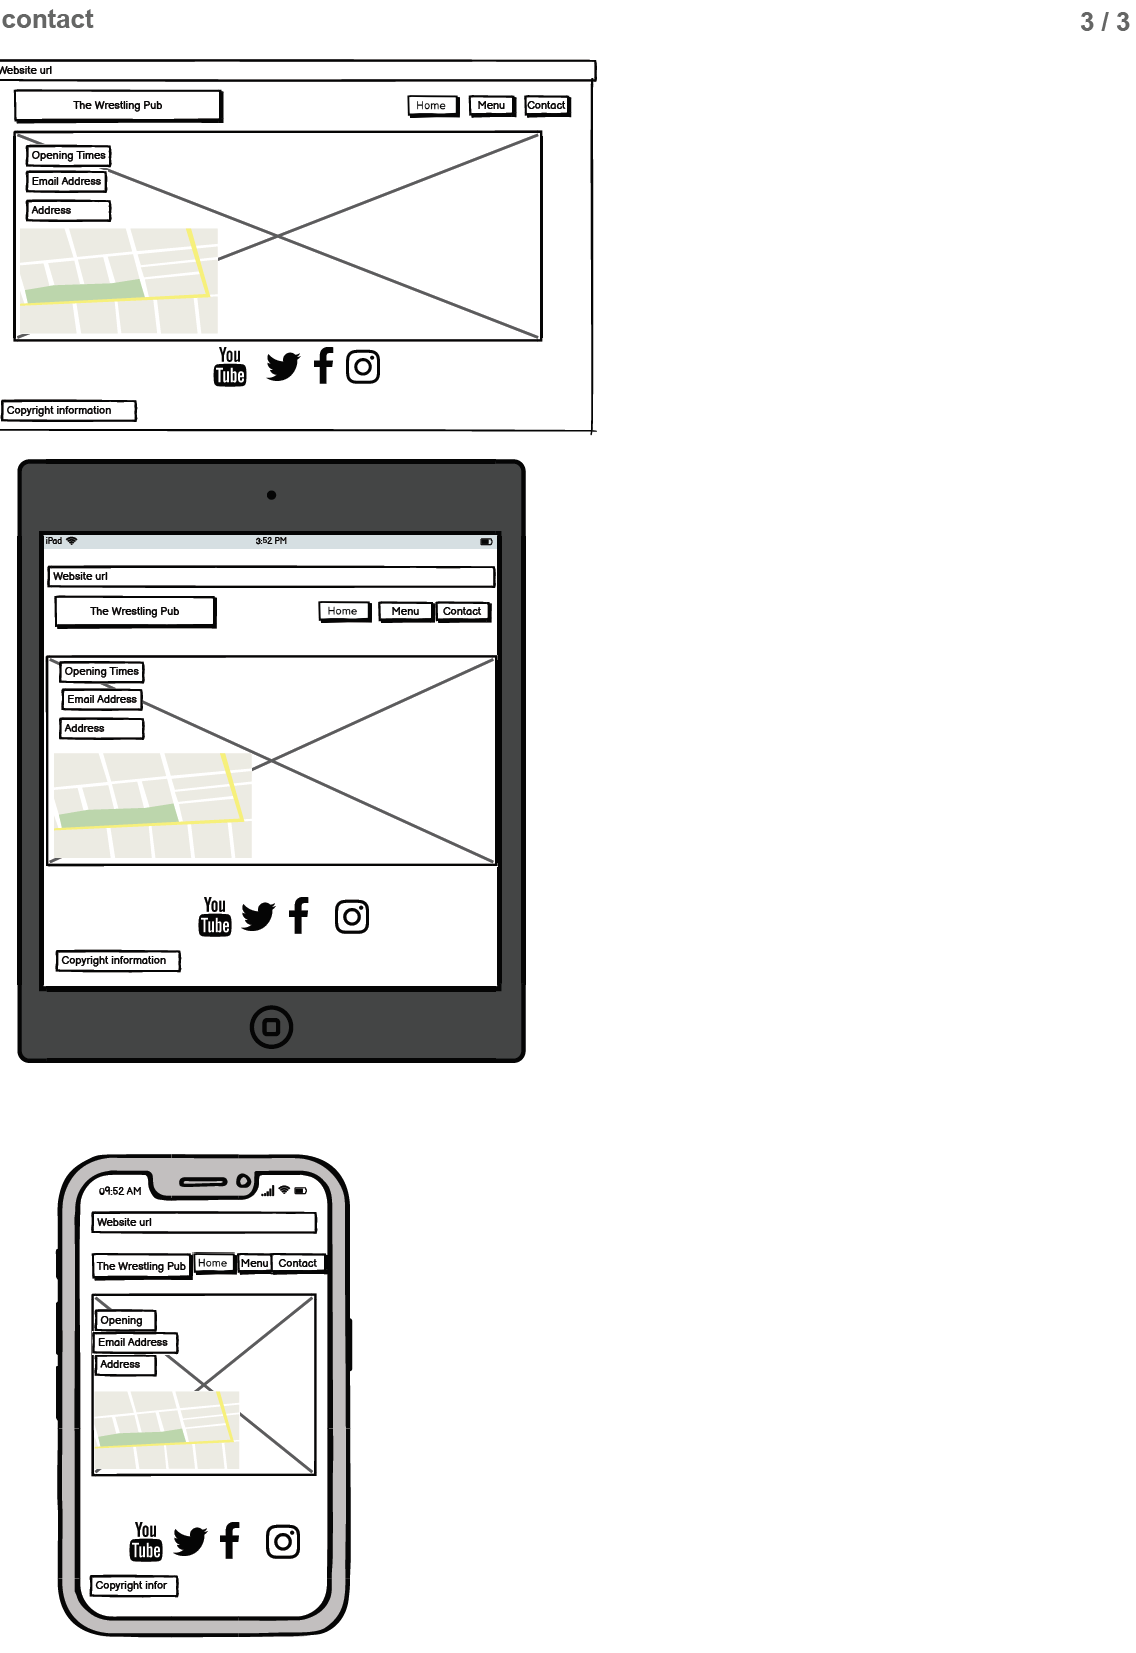 contact 3 / 3
Website url
The Wrestling Pub Home Menu Contact
Opening Times
Email Address
Address
You
Tube
Copyright information
iPad 3:52 PM
Website url
The Wrestling Pub Home Menu Contact
Opening Times
Email Address
Address
You
Tube
Copyright information
09:52 AM
Website url
The Wrestling Pub Home Menu Contact
Opening
Email Address
Address
You
Tube
Copyright infor